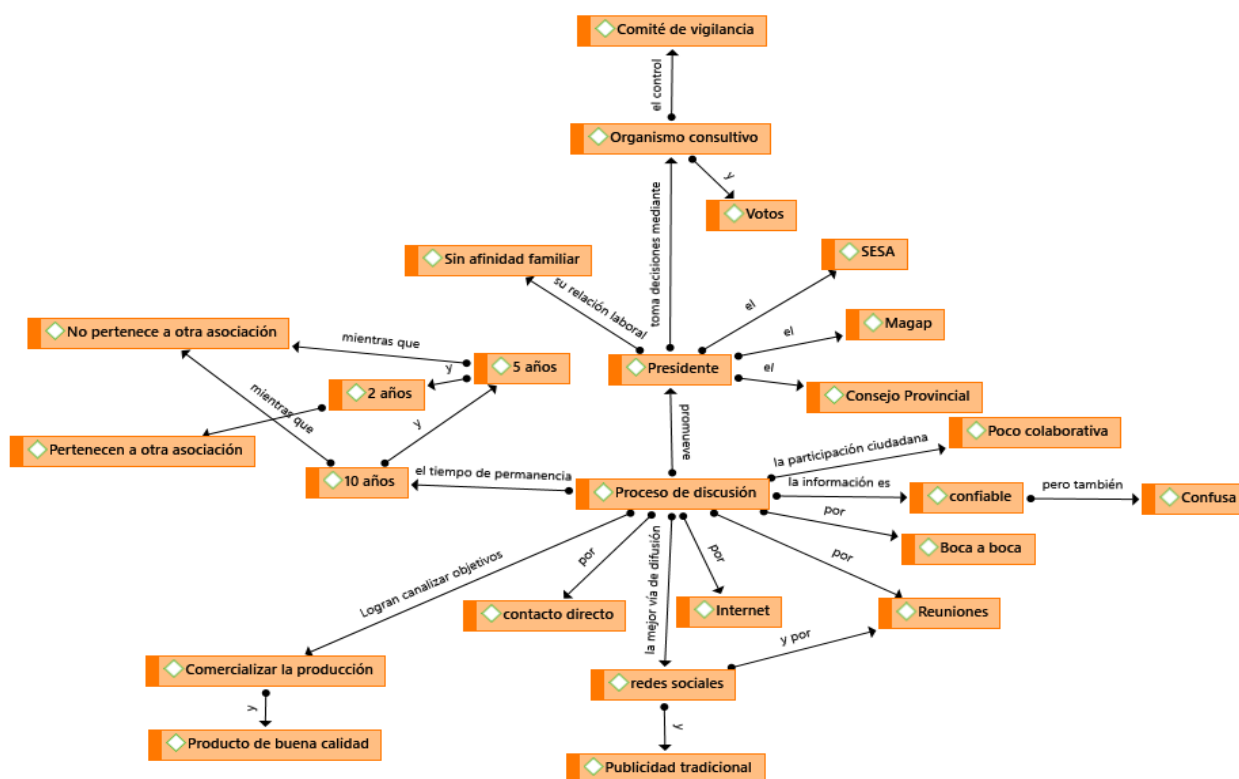 Comité de vigilancia
el control
Organismo consultivo
y
Votos
toma decisiones mediante
Sin afinidad familiar
su relación laboral
SESA
el
Magap
el
No pertenece a otra asociación
mientras que
5 años
Presidente
el
Consejo Provincial
y
2 años
mientras que
y
promueve
Pertenecen a otra asociación
10 años
el tiempo de permanencia
Proceso de discusión
la participación ciudadana
Poco colaborativa
la información es
confiable
pero también
Confusa
por
Boca a boca
Logran canalizar objetivos
por
contacto directo
la mejor vía de difusión
por
Internet
por
Reuniones
y por
Comercializar la producción
redes sociales
y
Producto de buena calidad
y
Publicidad tradicional